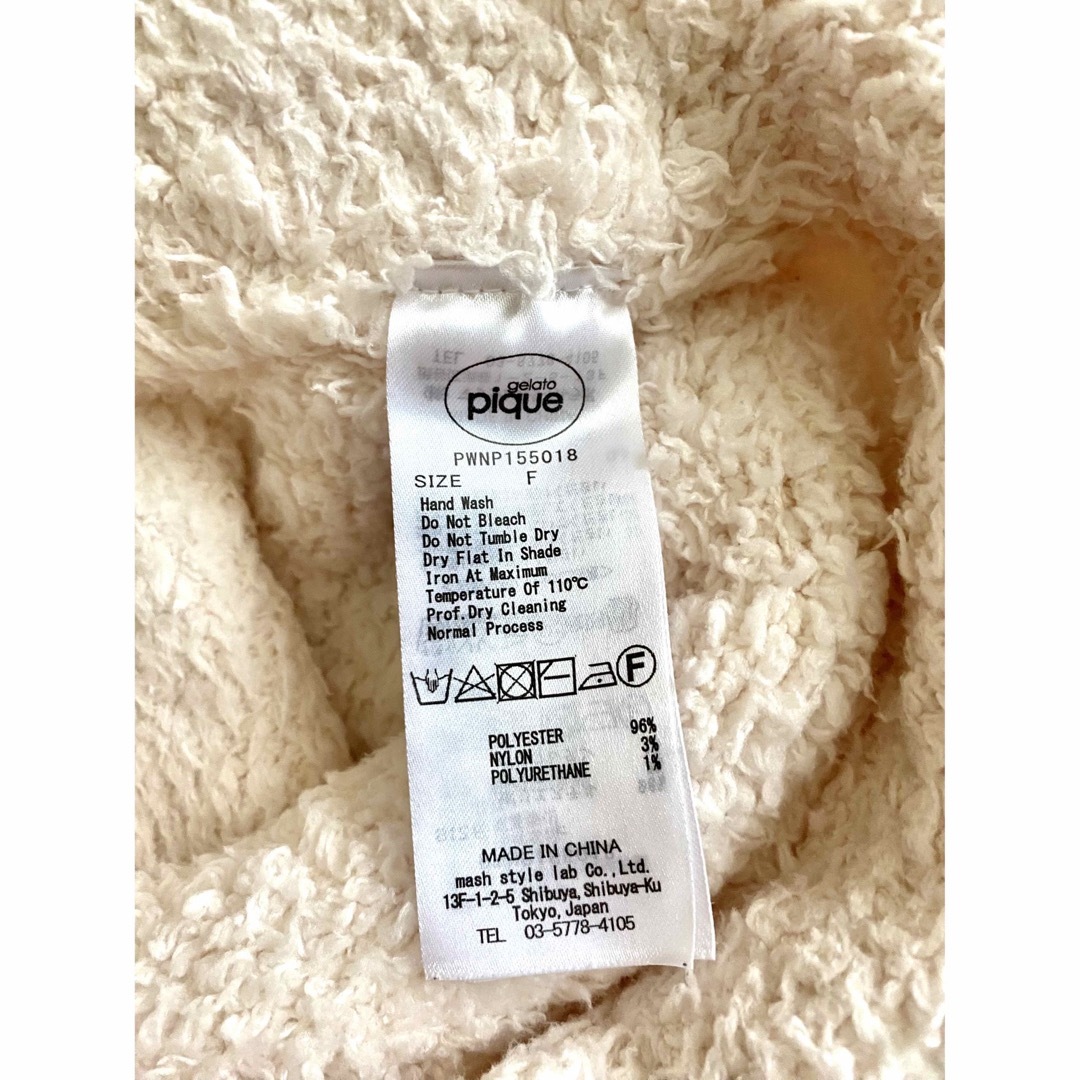 gelato
pique
PWNP155018
SIZE F
Hand Wash
Do Not Bleach
Do Not Tumble Dry
Dry Flat In Shade
Iron At Maximum
Temperature Of 110℃
Prof.Dry Cleaning
Normal Process
F
POLYESTER 96%
NYLON 3%
POLYURETHANE 1%
MADE IN CHINA
mash style lab Co.,Ltd.
13F-1-2-5 Shibuya,Shibuya-Ku
Tokyo,Japan
TEL 03-5778-4105